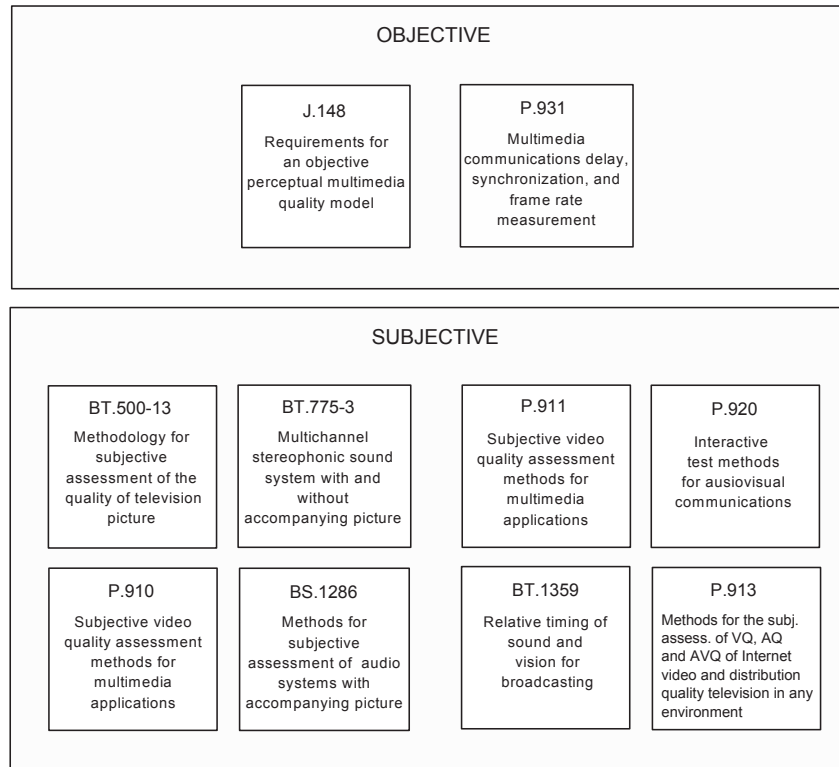 OBJECTIVE
J.148
Requirements for
an objective
perceptual multimedia
quality model
P.931
Multimedia
communications delay,
synchronization, and
frame rate
measurement
SUBJECTIVE
BT.500-13
Methodology for
subjective
assessment of the
quality of television
picture
BT.775-3
Multichannel
stereophonic sound
system with and
without
accompanying picture
P.911
Subjective video
quality assessment
methods for
multimedia
applications
P.920
Interactive
test methods
for ausiovisual
communications
P.910
Subjective video
quality assessment
methods for
multimedia
applications
BS.1286
Methods for
subjective
assessment of audio
systems with
accompanying picture
BT.1359
Relative timing of
sound and
vision for
broadcasting
P.913
Methods for the subj.
assess. of VQ, AQ
and AVQ of Internet
video and distribution
quality television in any
environment